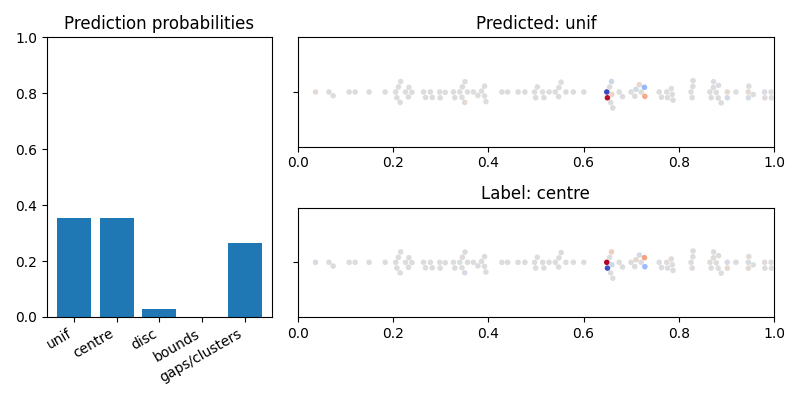 Prediction probabilities
1.0
0.8
0.6
0.4
0.2
0.0
unif
centre
disc
bounds
gaps/clusters
Predicted: unif
0.0 0.2 0.4 0.6 0.8 1.0
Label: centre
0.0 0.2 0.4 0.6 0.8 1.0